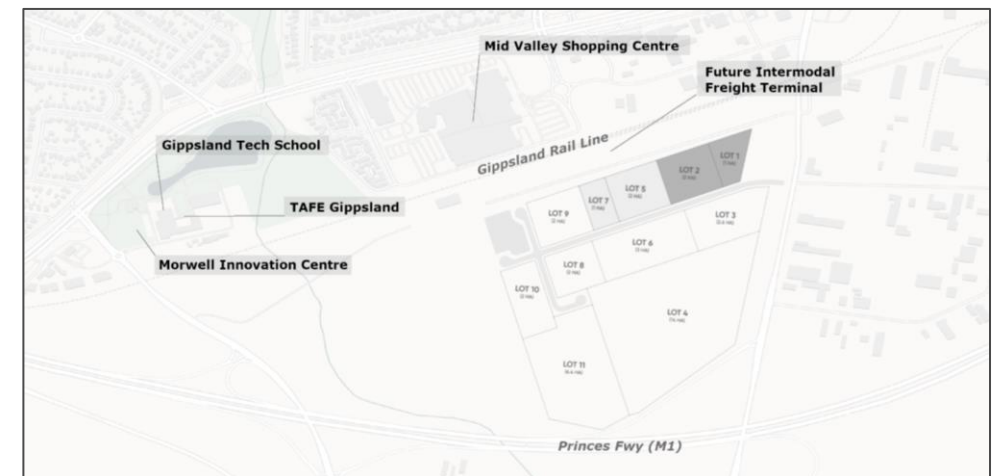 Mid Valley Shopping Centre
Future Intermodal
Freight Terminal
Gippsland Rail Line
Gippsland Tech School
TAFE Gippsland
Morwell Innovation Centre
LOT 1
LOT 2
LOT 5
LOT 7
LOT 9
LOT 3
LOT 6
LOT 8
LOT 10
LOT 4
LOT 11
Princes Fwy (M1)